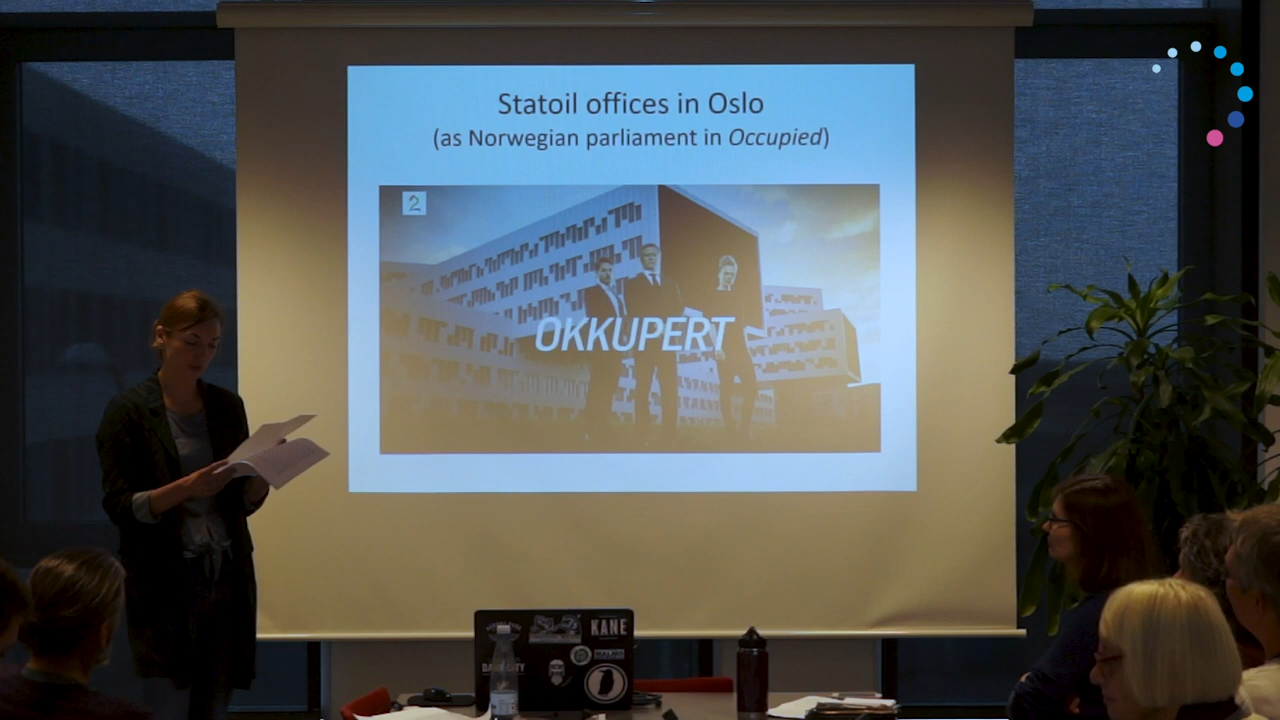 Statoil offices in Oslo
(as Norwegian parliament in Occupied)
2
OKKUPERT
KANE